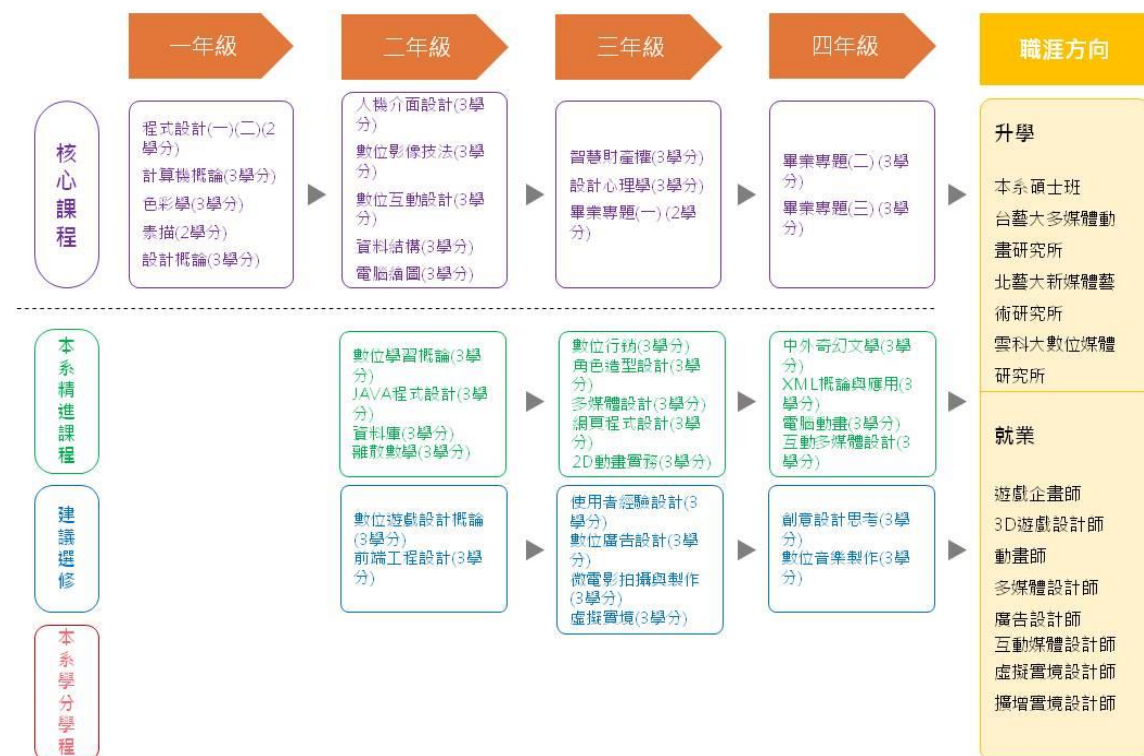 一年級
二年級
三年級
四年級
職涯方向
核
心
課
程
程式設計(一)(二)(2
學分)
計算機概論(3學分)
色彩學(3學分)
素描(2學分)
設計概論(3學分)
人機介面設計(3學
分)
數位影像技法(3學
分)
數位互動設計(3學
分)
資料結構(3學分)
電腦繪圖(3學分)
智慧財產權(3學分)
設計心理學(3學分)
畢業專題(一) (2學
分)
畢業專題(二) (3學
分)
畢業專題(三) (3學
分)
本
系
精
進
課
程
數位學習概論(3學
分)
JAVA程式設計(3學
分)
資料庫(3學分)
離散數學(3學分)
數位行銷(3學分)
角色造型設計(3學
分)
多媒體設計(3學分)
網頁程式設計(3學
分)
2D動畫實務(3學分)
中外奇幻文學(3學
分)
XML概論與應用(3
學分)
電腦動畫(3學分)
互動多媒體設計(3
學分)
建
議
選
修
數位遊戲設計概論
(3學分)
前端工程設計(3學
分)
使用者經驗設計(3
學分)
數位廣告設計(3學
分)
微電影拍攝與製作
(3學分)
虛擬實境(3學分)
創意設計思考(3學
分)
數位音樂製作(3學
分)
本
系
學
分
學
程
升學
本系碩士班
台藝大多媒體動
畫研究所
北藝大新媒體藝
術研究所
雲科大數位媒體
研究所
就業
遊戲企畫師
3D遊戲設計師
動畫師
多媒體設計師
廣告設計師
互動媒體設計師
虛擬實境設計師
擴增實境設計師